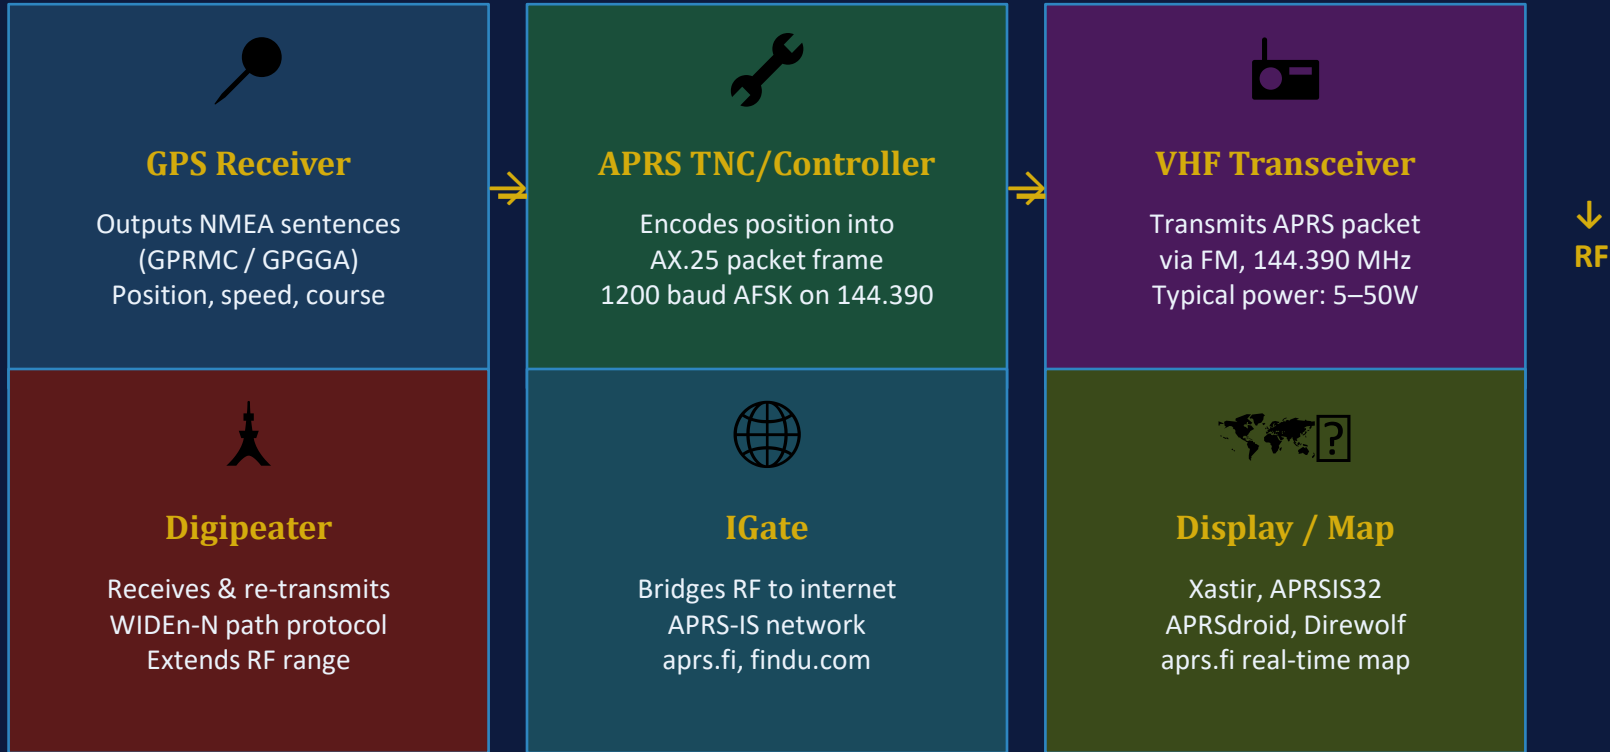 GPS Receiver
Outputs NMEA sentences
(GPRMC / GPGGA)
Position, speed, course
→
APRS TNC/Controller
Encodes position into
AX.25 packet frame
1200 baud AFSK on 144.390
→
VHF Transceiver
Transmits APRS packet
via FM, 144.390 MHz
Typical power: 5–50W
↓
RF
Digipeater
Receives & re-transmits
WIDEn-N path protocol
Extends RF range
IGate
Bridges RF to internet
APRS-IS network
aprs.fi, findu.com
Display / Map
Xastir, APRSIS32
APRSdroid, Direwolf
aprs.fi real-time map